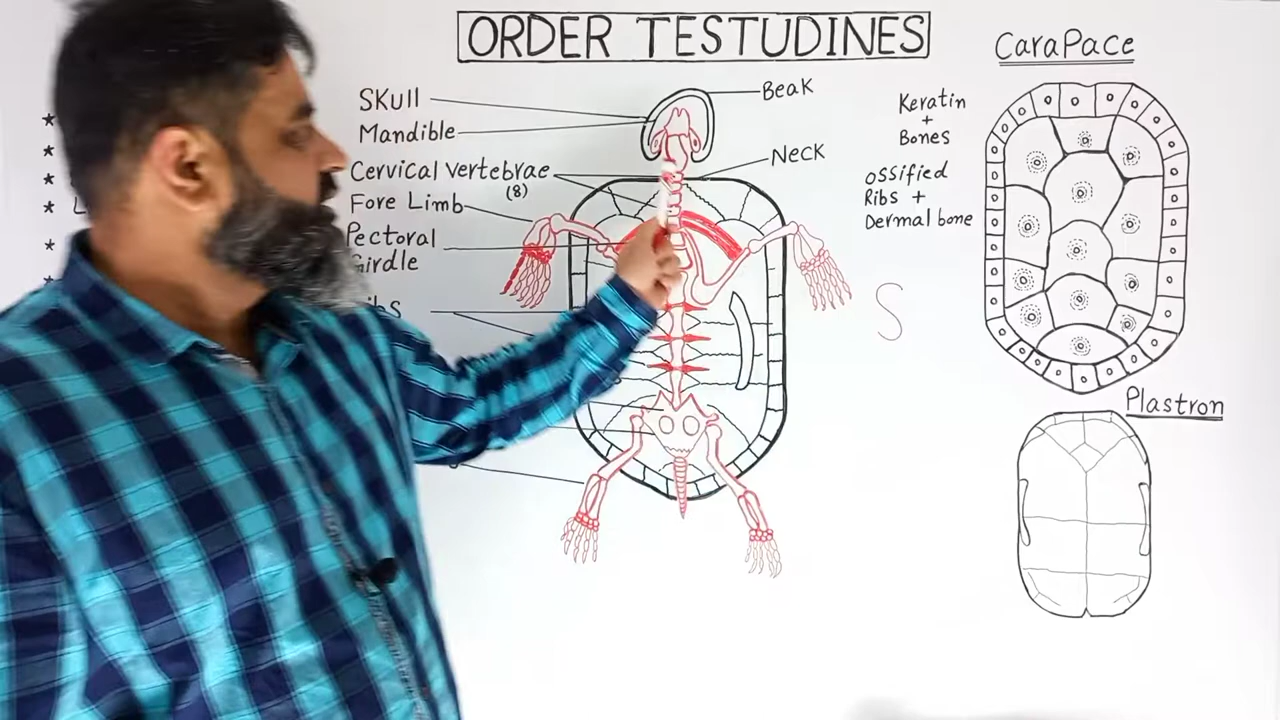 ORDER TESTUDINES
*
*
*
* L
*
Skull
Mandible
Cervical vertebrae
(8)
Fore Limb
Pectoral
Girdle
Beak
Neck
CaraPace
Keratin
+
Bones
Ossified
Ribs +
Dermal bone
S
Plastron